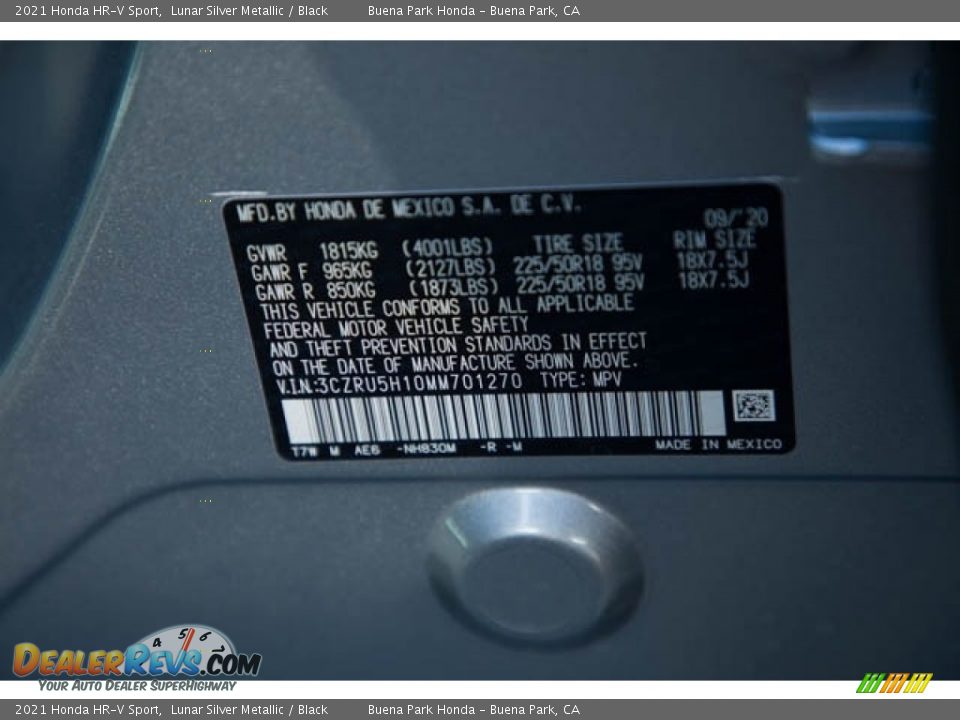 2021 Honda HR-V Sport,  Lunar Silver Metallic / Black  Buena Park Honda - Buena Park, CA
MFD.BY HONDA DE MEXICO S.A. DE C.V.
09/'20
GVWR 1815KG (4001LBS) TIRE SIZE RIM SIZE
GAWR F 965KG (2127LBS) 225/50R18 95V 18X7.5J
GAWR R 850KG (1873LBS) 225/50R18 95V 18X7.5J
THIS VEHICLE CONFORMS TO ALL APPLICABLE
FEDERAL MOTOR VEHICLE SAFETY
AND THEFT PREVENTION STANDARDS IN EFFECT
ON THE DATE OF MANUFACTURE SHOWN ABOVE.
V.I.N:3CZRU5H10MM701270 TYPE: MPV
T7W M AE6 -NH830M -R -M MADE IN MEXICO
4 5 6 7
DEALERREVS.COM
YOUR AUTO DEALER SUPERHIGHWAY
2021 Honda HR-V Sport,  Lunar Silver Metallic / Black  Buena Park Honda - Buena Park, CA